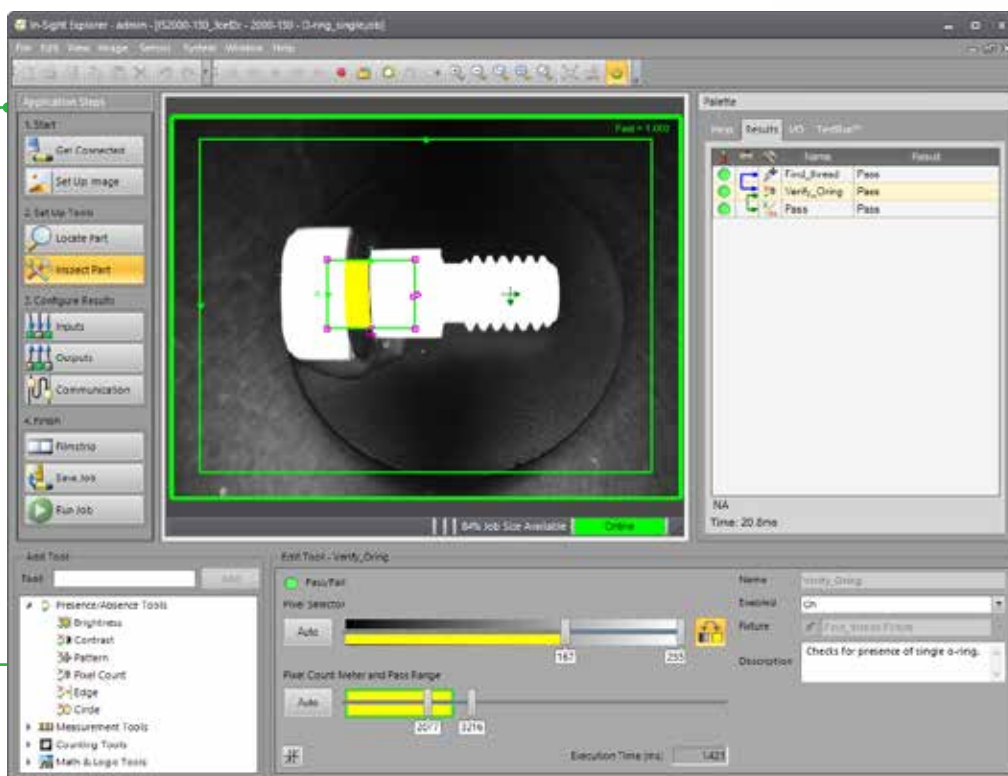 In-Sight Explorer - admin - [IS2000-130_ - 2000-130 - O-ring_single.job]
File Edit View Image Sensor System Window Help
Application Steps
1. Start
Get Connected
Set Up Image
2. Set Up Tools
Locate Part
Inspect Part
3. Configure Results
Inputs
Outputs
Communication
4. Finish
Filmstrip
Save Job
Run Job
Pass = 1.000
84% Job Size Available
Online
Palette
Help Results I/O TestRun™
Name Result
Find_thread Pass
Verify_Oring Pass
Pass Pass
NA
Time: 20.8ms
Add Tool
Tool:
Add
Presence/Absence Tools
Brightness
Contrast
Pattern
Pixel Count
Edge
Circle
Measurement Tools
Counting Tools
Math & Logic Tools
Edit Tool - Verify_Oring
Pass/Fail
Pixel Selector
Auto
167
255
Pixel Count Meter and Pass Range
Auto
2077
3216
Execution Time (ms)
1.423
Name Verify_Oring
Enabled On
Fixture Find_thread.Fixture
Description Checks for presence of single o-ring.